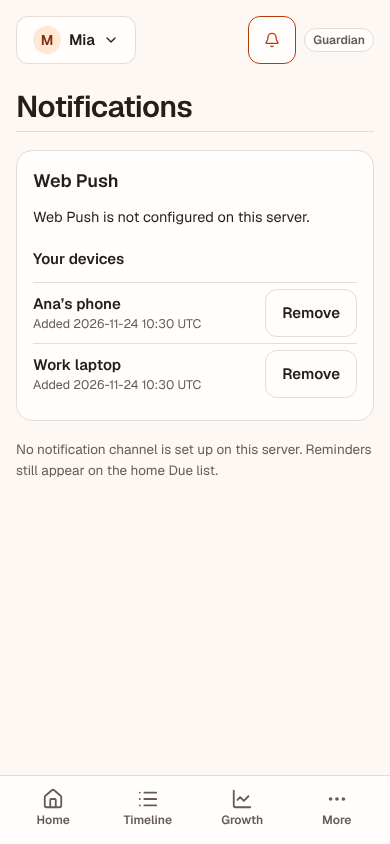 M Mia
Guardian
Notifications
Web Push
Web Push is not configured on this server.
Your devices
Ana's phone
Added 2026-11-24 10:30 UTC
Remove
Work laptop
Added 2026-11-24 10:30 UTC
Remove
No notification channel is set up on this server. Reminders
still appear on the home Due list.
Home
Timeline
Growth
More